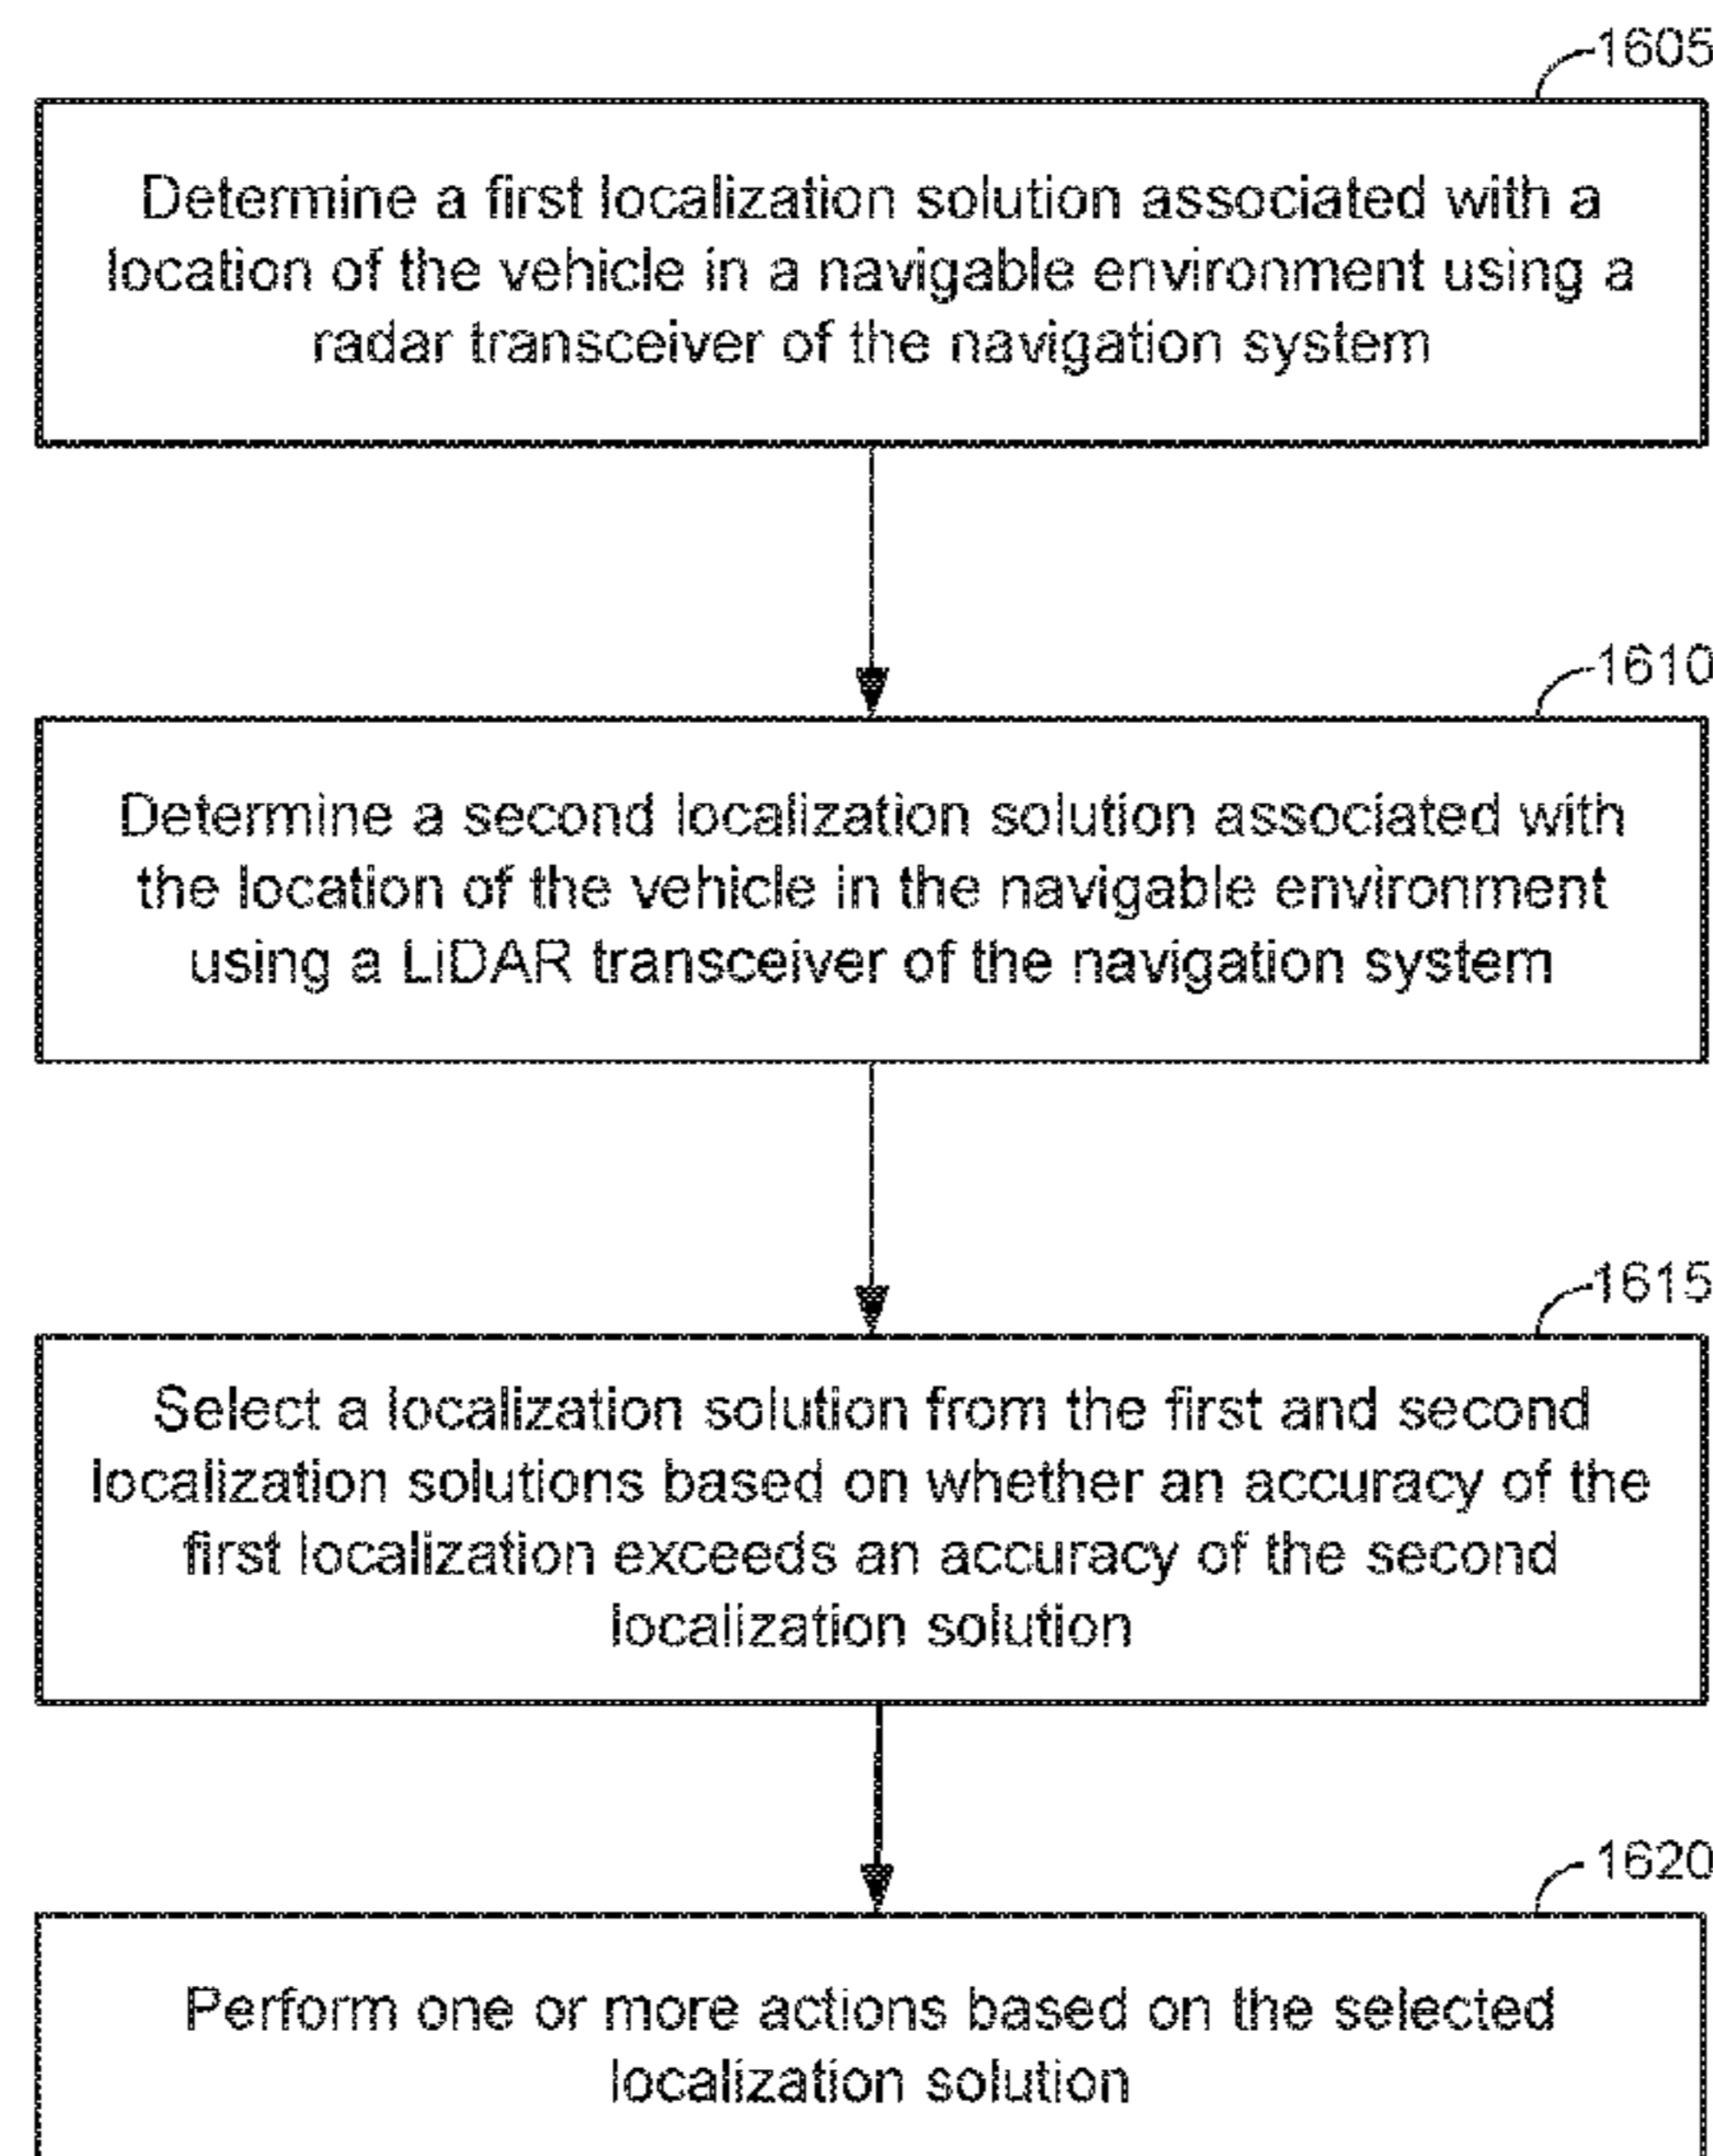 1605
Determine a first localization solution associated with a
location of the vehicle in a navigable environment using a
radar transceiver of the navigation system
1610
Determine a second localization solution associated with
the location of the vehicle in the navigable environment
using a LiDAR transceiver of the navigation system
1615
Select a localization solution from the first and second
localization solutions based on whether an accuracy of the
first localization exceeds an accuracy of the second
localization solution
1620
Perform one or more actions based on the selected
localization solution